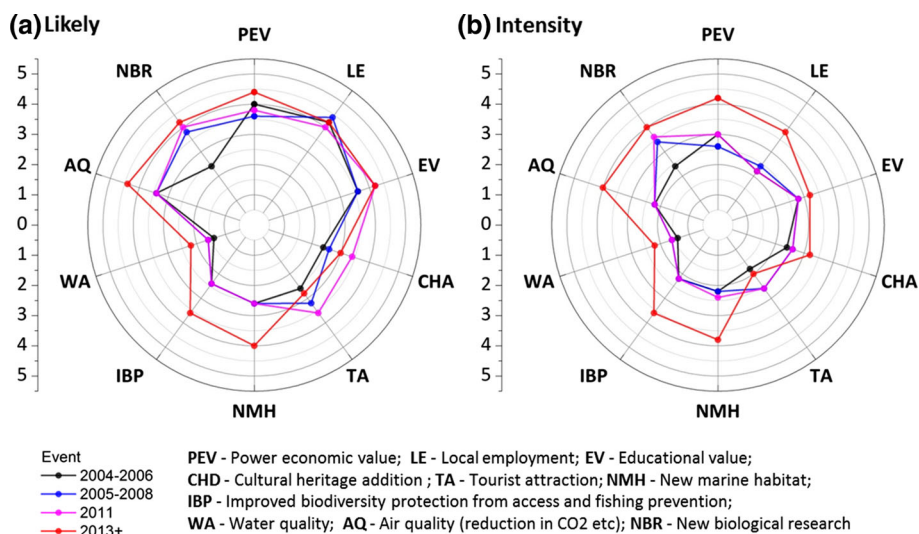 (a) Likely
PEV
LE
EV
CHA
TA
NMH
IBP
WA
AQ
NBR
5
4
3
2
1
0
1
2
3
4
5
(b) Intensity
PEV
LE
EV
CHA
TA
NMH
IBP
WA
AQ
NBR
5
4
3
2
1
0
1
2
3
4
5
Event
2004-2006
2005-2008
2011
2013+
PEV - Power economic value; LE - Local employment; EV - Educational value;
CHD - Cultural heritage addition ; TA - Tourist attraction; NMH - New marine habitat;
IBP - Improved biodiversity protection from access and fishing prevention;
WA - Water quality; AQ - Air quality (reduction in CO2 etc); NBR - New biological research